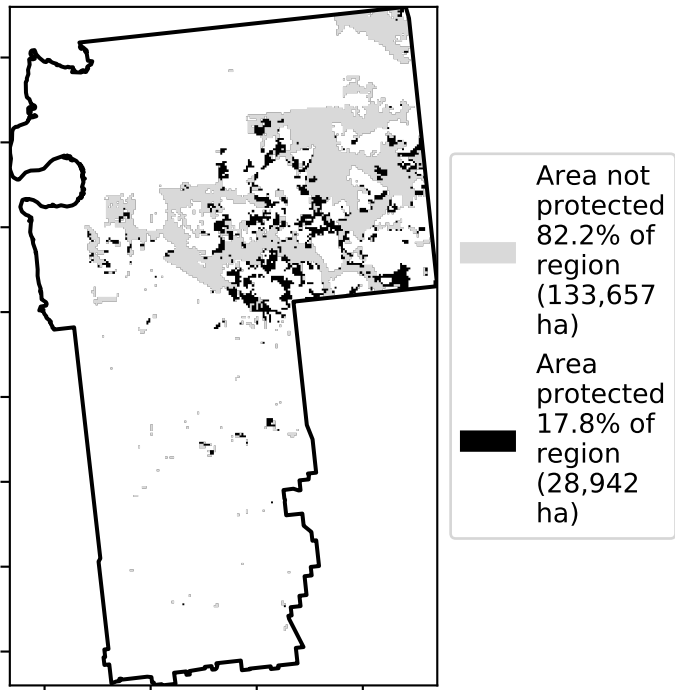 Area not
protected
82.2% of
region
(133,657
ha)
Area
protected
17.8% of
region
(28,942
ha)